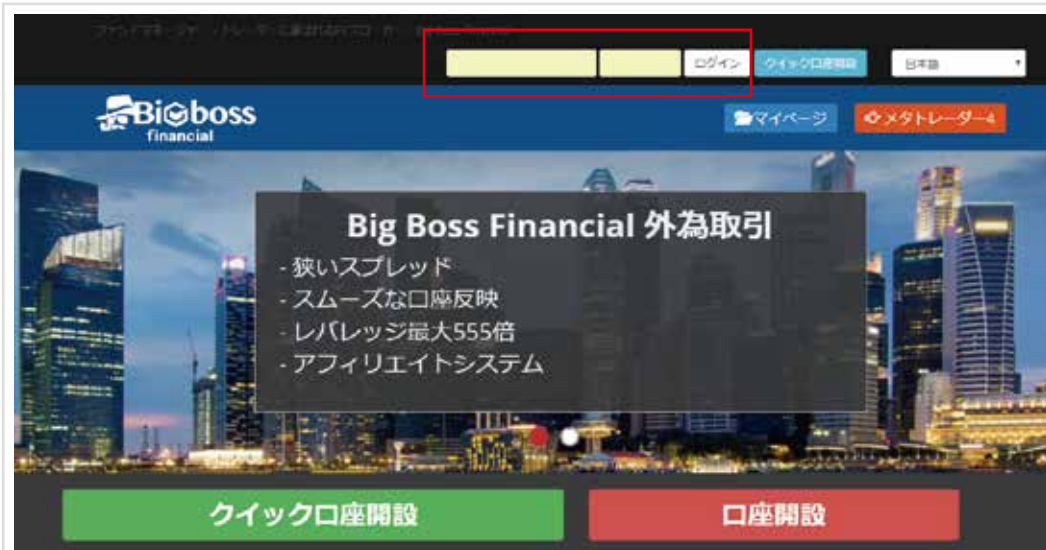 ログイン
クイック口座開設
日本語
Bigboss
financial
マイページ
メタトレーダー4
Big Boss Financial 外為取引
- 狭いスプレッド
- スムーズな口座反映
- レバレッジ最大555倍
- アフィリエイトシステム
クイック口座開設
口座開設